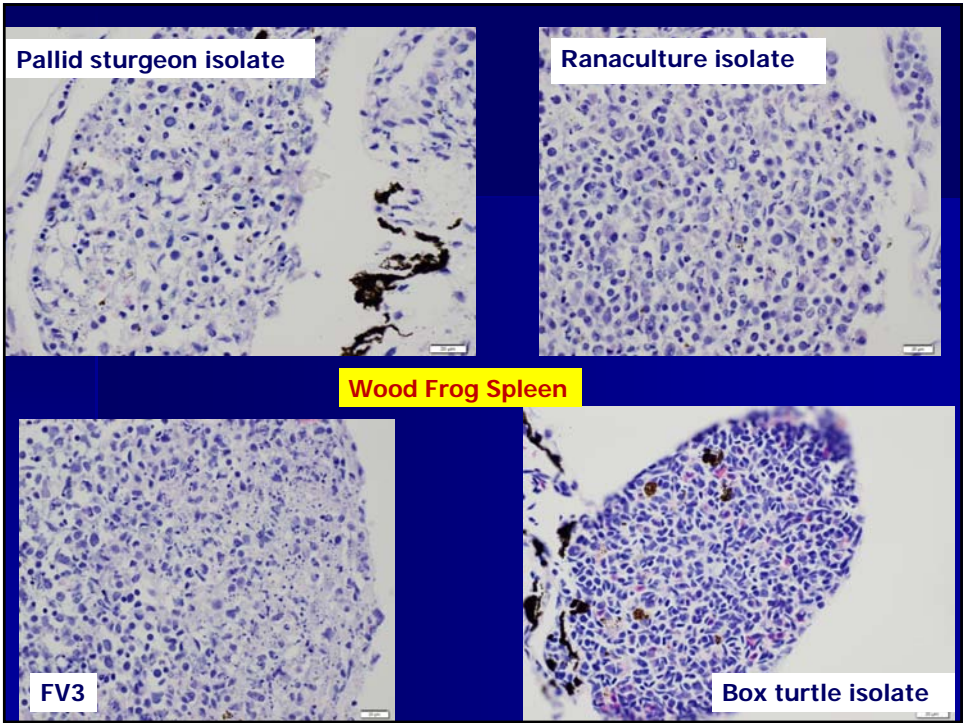 Pallid sturgeon isolate
Ranaculture isolate
Wood Frog Spleen
FV3
Box turtle isolate